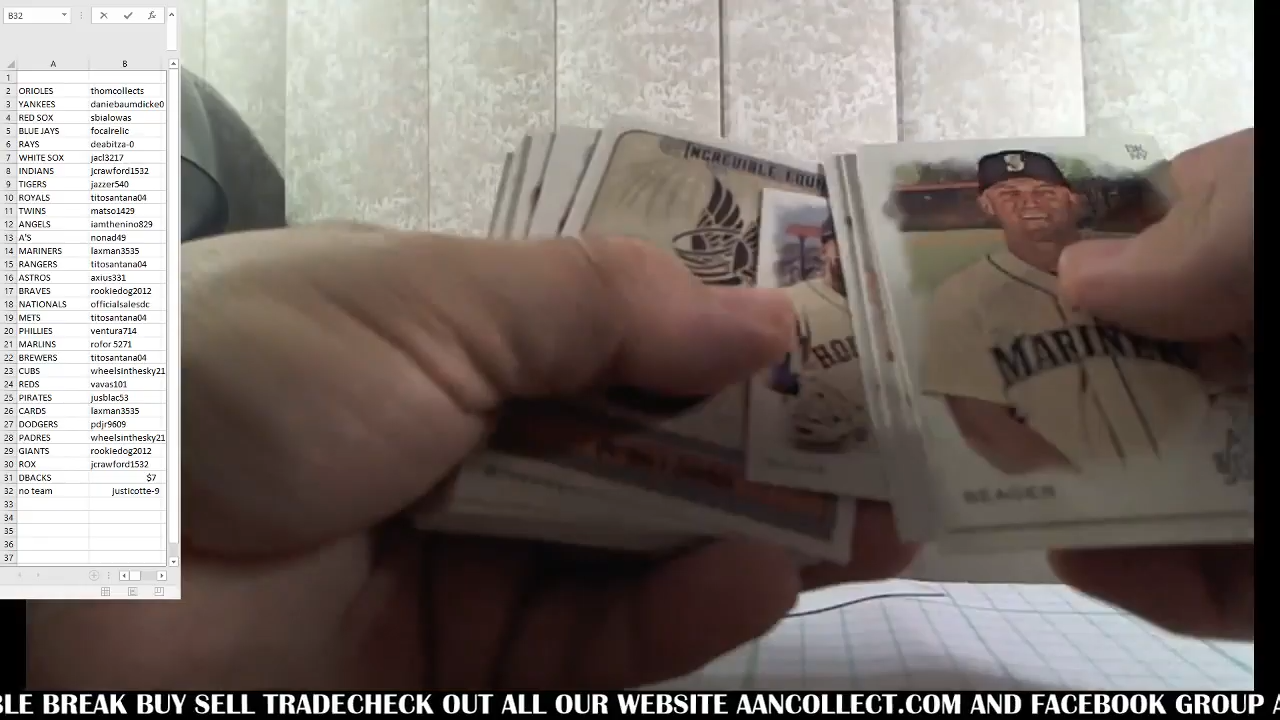 B32
A B
1
2 ORIOLES thomcollects
3 YANKEES daniebaumdicke0
4 RED SOX sbialowas
5 BLUE JAYS focalrelic
6 RAYS deabitza-0
7 WHITE SOX jacl3217
8 INDIANS jcrawford1532
9 TIGERS jazzer540
10 ROYALS titosantana04
11 TWINS matso1429
12 ANGELS iamthenino829
13 A'S nonad49
14 MARINERS laxman3535
15 RANGERS titosantana04
16 ASTROS axius331
17 BRAVES rookiedog2012
18 NATIONALS officialsalesdc
19 METS titosantana04
20 PHILLIES ventura714
21 MARLINS rofor 5271
22 BREWERS titosantana04
23 CUBS wheelsinthesky21
24 REDS vavas101
25 PIRATES jusblac53
26 CARDS laxman3535
27 DODGERS pdjr9609
28 PADRES wheelsinthesky21
29 GIANTS rookiedog2012
30 ROX jcrawford1532
31 DBACKS $7
32 no team justicotte-9
33
34
35
36
37
INCREDIBLE EQU
MARINER
SEAGER
BLE BREAK BUY SELL TRADECHECK OUT ALL OUR WEBSITE AANCOLLECT.COM AND FACEBOOK GROUP A